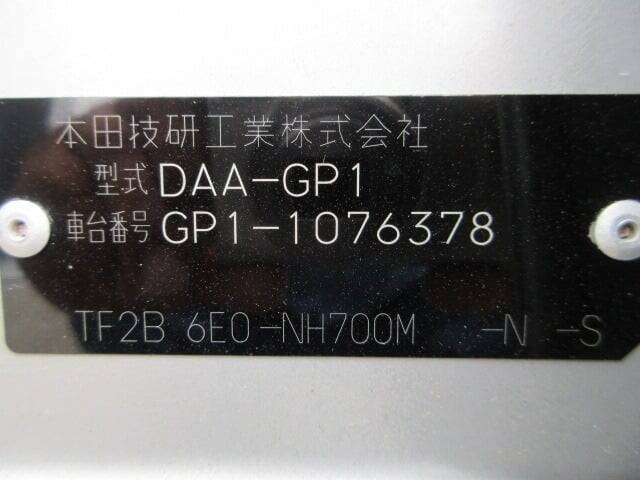 本田技研工業株式会社
型式 DAA-GP1
車台番号 GP1-1076378
TF2B 6E0-NH700M -N -S